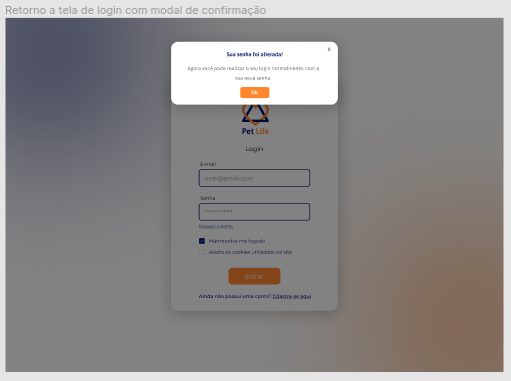 Retorno a tela de login com modal de confirmação
x
Sua senha foi alterada!
Agora você pode realizar o seu login normalmente, com a
sua nova senha.
OK
Pet Life
Login
E-mail
user@email.com
Senha
*********
Esqueci a senha
Mantenha-me logado
Aceito os cookies utilizados no site
Entrar
Ainda não possui uma conta? Cdastre-se aqui